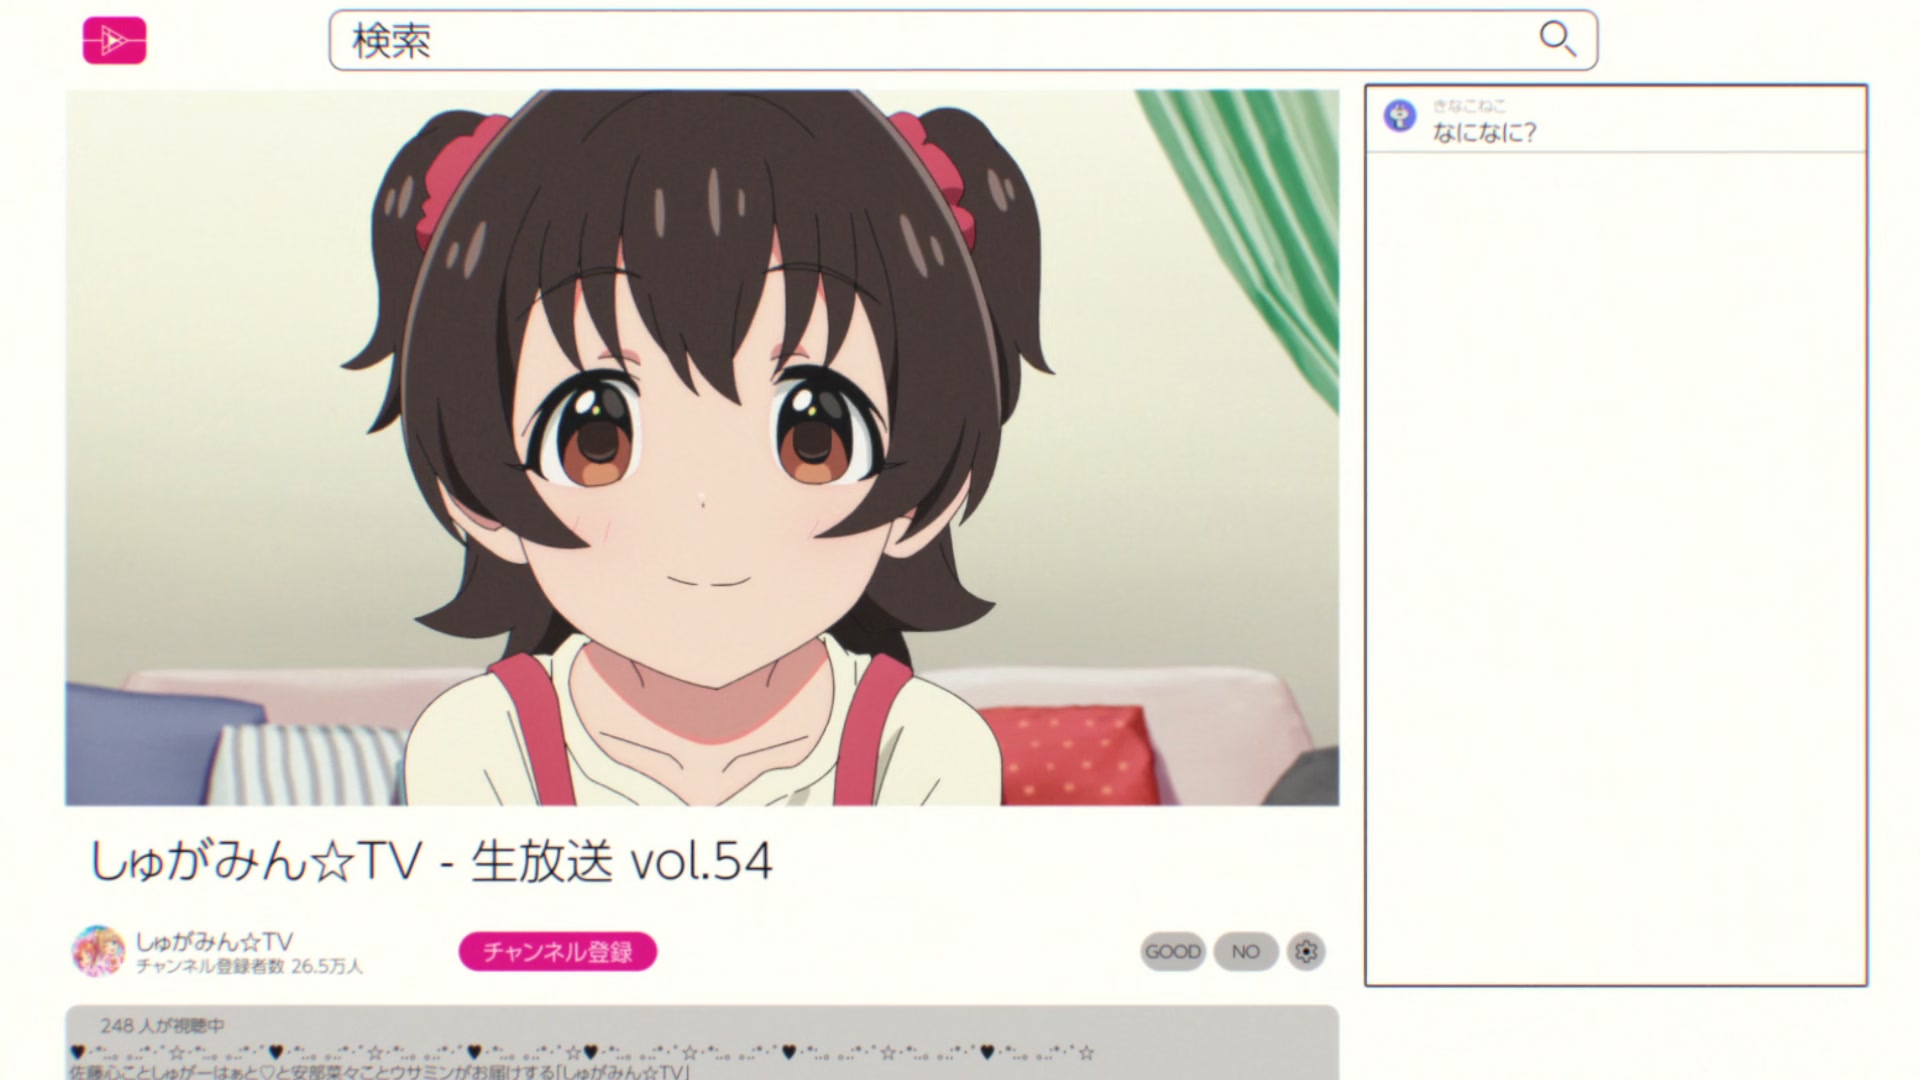 検索
きなこねこ
なになに?
しゅがみん☆TV - 生放送 vol.54
しゅがみん☆TV
チャンネル登録者数 26.5万人
チャンネル登録
GOOD
NO
248 人が視聴中
佐藤心ことしゅがーはぁと♡と安部菜々ことウサミンがお届けする「しゅがみん☆TV」